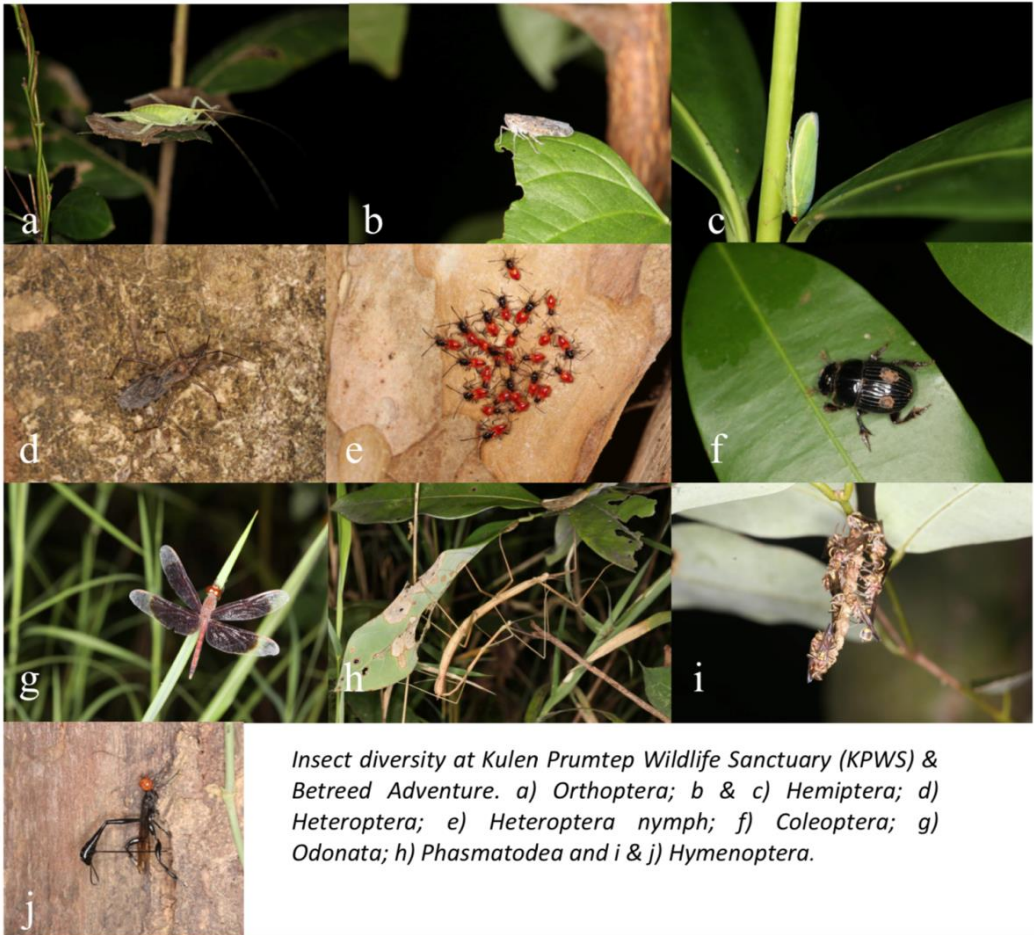 a
b
c
d
e
f
g
h
i
j
Insect diversity at Kulen Prumtep Wildlife Sanctuary (KPWS) &
Betreed Adventure. a) Orthoptera; b & c) Hemiptera; d)
Heteroptera; e) Heteroptera nymph; f) Coleoptera; g)
Odonata; h) Phasmatodea and i & j) Hymenoptera.